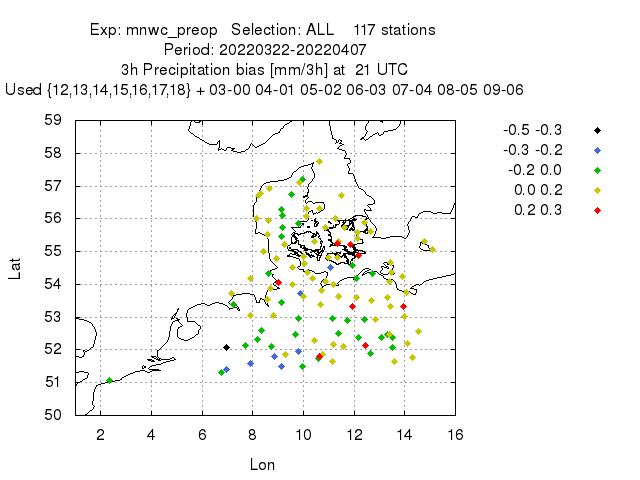 Exp: mnwc_preop Selection: ALL 117 stations
Period: 20220322-20220407
3h Precipitation bias [mm/3h] at 21 UTC
Used {12,13,14,15,16,17,18} + 03-00 04-01 05-02 06-03 07-04 08-05 09-06
59
58
57
56
55
54
53
52
51
50
Lat
2 4 6 8 10 12 14 16
Lon
-0.5 -0.3
-0.3 -0.2
-0.2 0.0
0.0 0.2
0.2 0.3